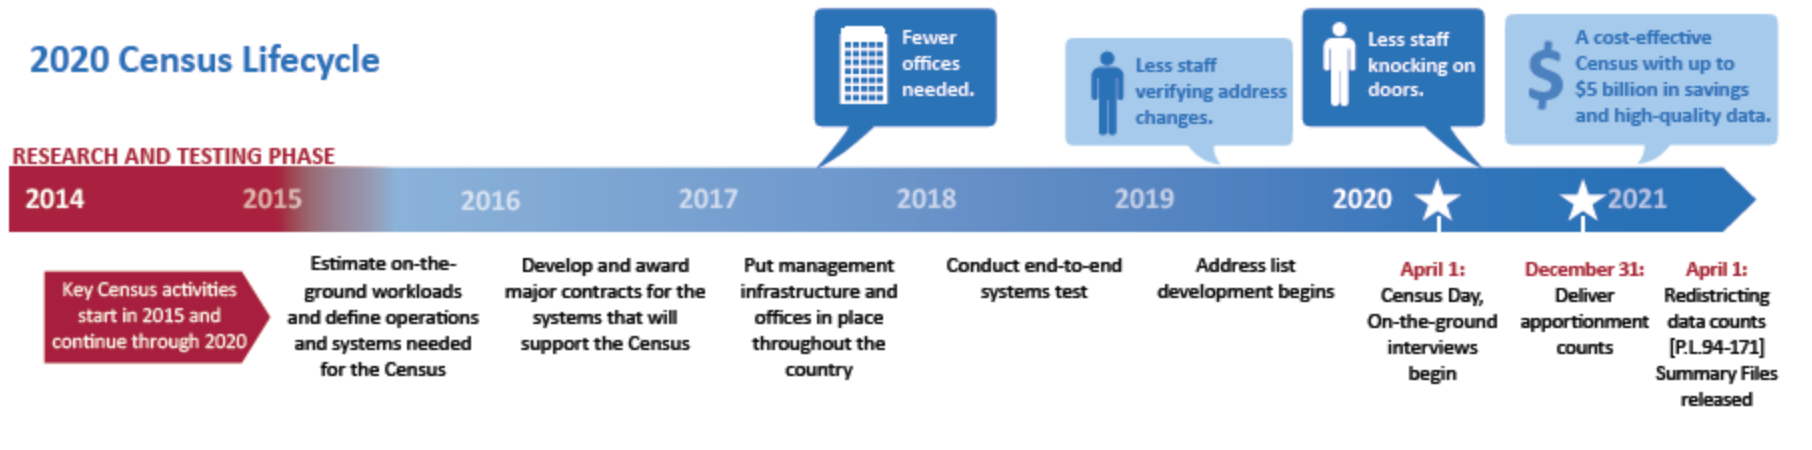 2020 Census Lifecycle
Fewer
offices
needed.
Less staff
verifying address
changes.
Less staff
knocking on
doors.
$
A cost-effective
Census with up to
$5 billion in savings
and high-quality data.
RESEARCH AND TESTING PHASE
2014 2015 2016 2017 2018 2019 2020 2021
Key Census activities
start in 2015 and
continue through 2020
Estimate on-the-
ground workloads
and define operations
and systems needed
for the Census
Develop and award
major contracts for the
systems that will
support the Census
Put management
infrastructure and
offices in place
throughout the
country
Conduct end-to-end
systems test
Address list
development begins
April 1:
Census Day,
On-the-ground
interviews
begin
December 31:
Deliver
apportionment
counts
April 1:
Redistricting
data counts
[P.L.94-171]
Summary Files
released